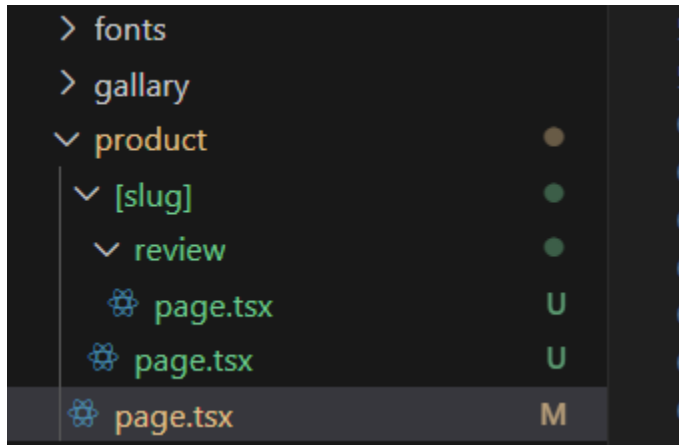 fonts
gallary
product
[slug]
review
page.tsx U
page.tsx U
page.tsx M